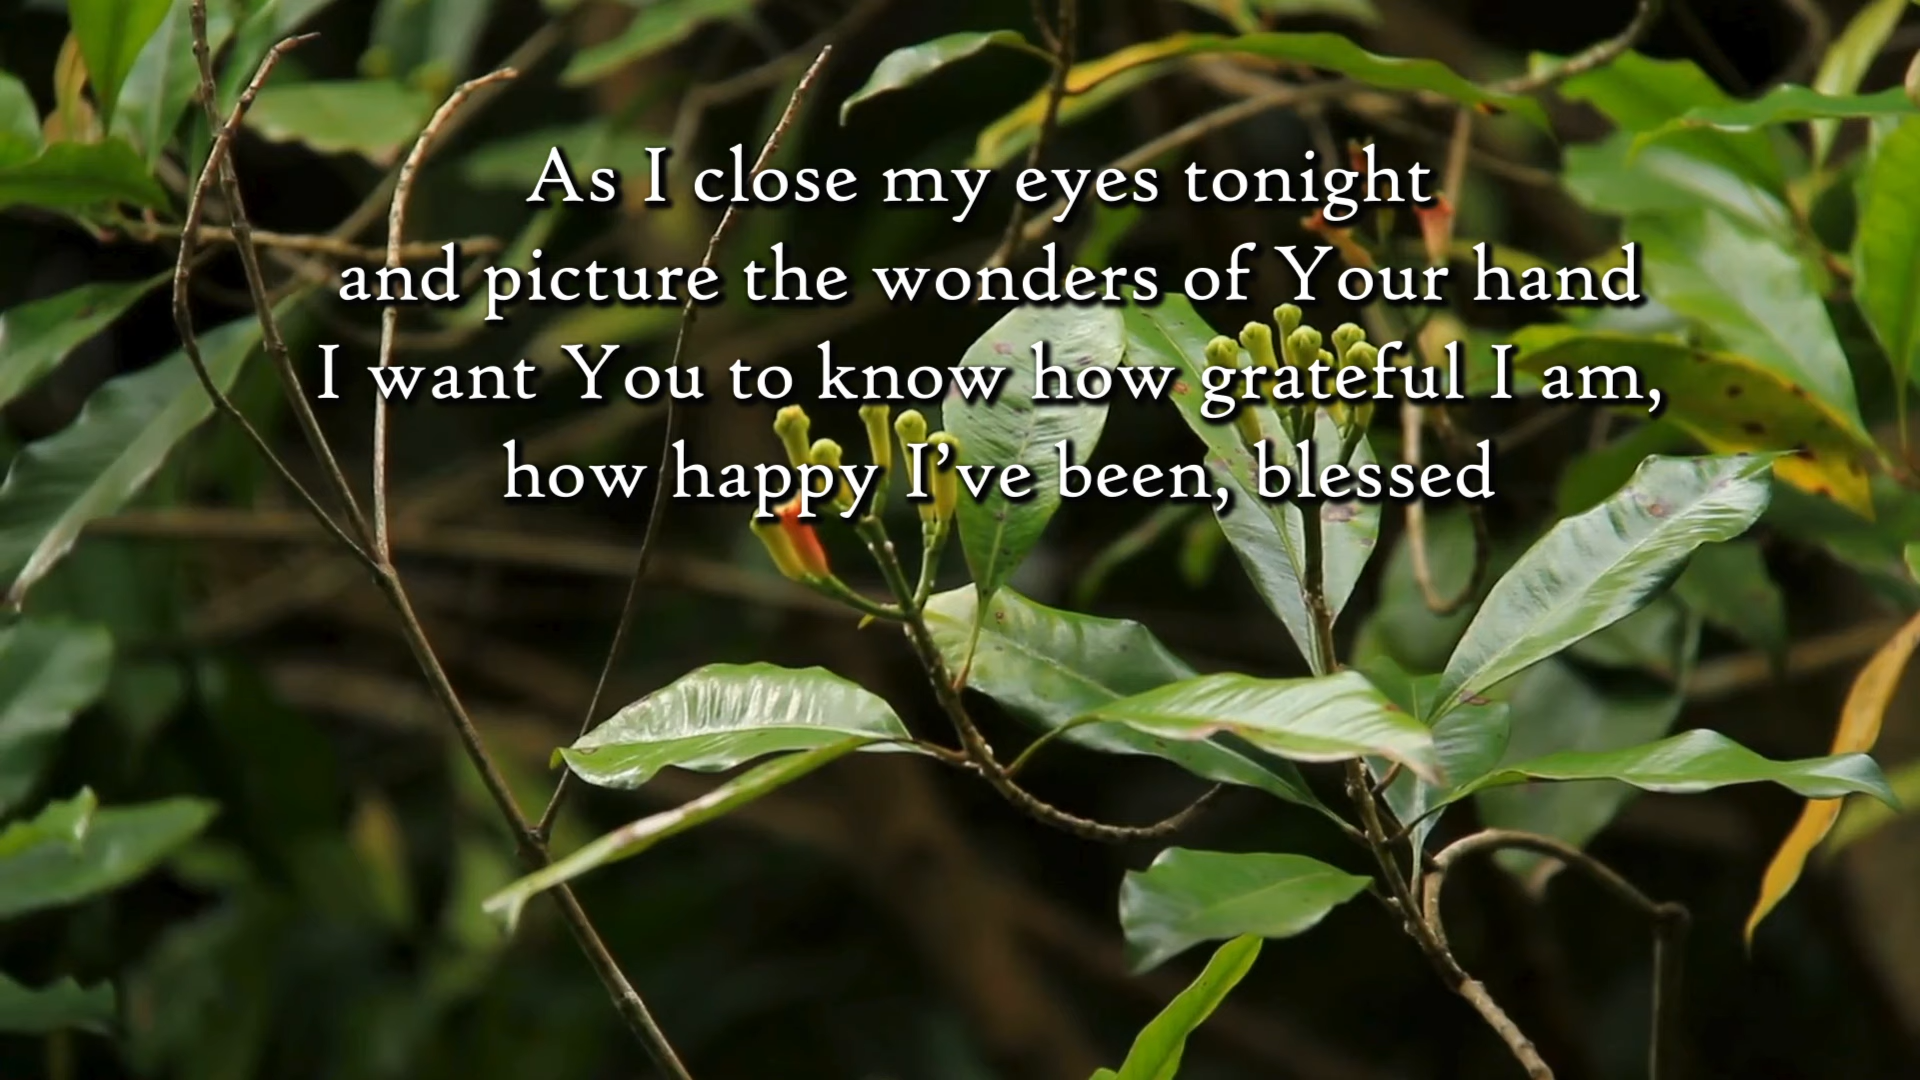 As I close my eyes tonight
and picture the wonders of Your hand
I want You to know how grateful I am,
how happy I’ve been, blessed